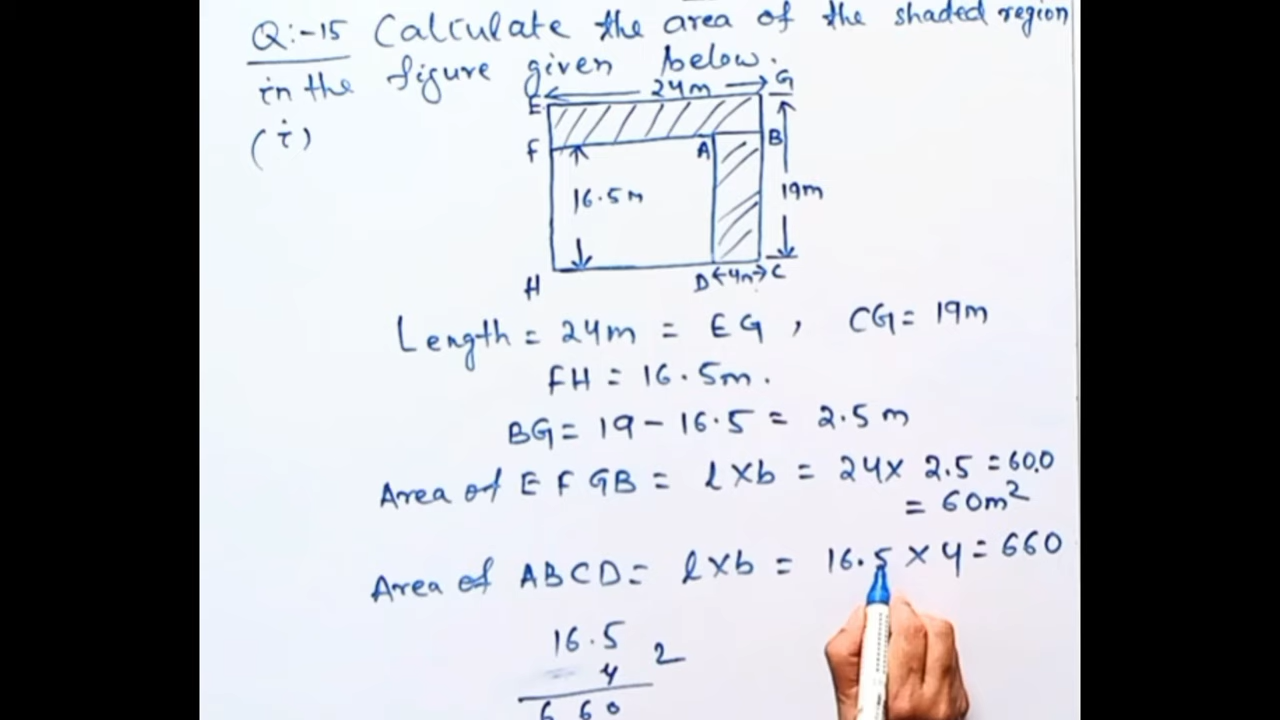 Q:-15 Calculate the area of the shaded region
in the figure given below.
(i)
24m
E
G
F
A
B
16.5m
19m
H
D
4m
C
Length = 24m = EG , CG = 19m
FH = 16.5m.
BG = 19 - 16.5 = 2.5 m
Area of EFGB = l×b = 24× 2.5 = 60.0
= 60m²
Area of ABCD = l×b = 16.5 × 4 = 660
16.5
4 2
660